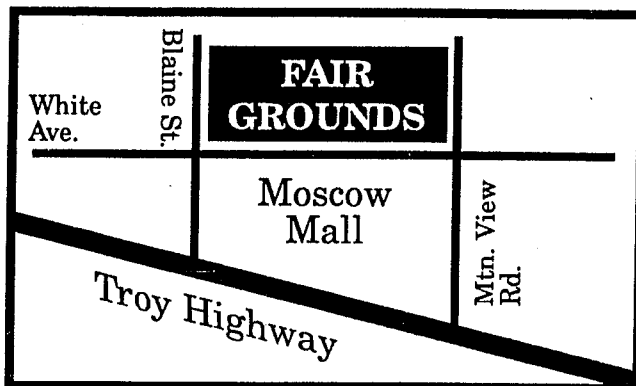 Blaine St.
FAIR
GROUNDS
White
Ave.
Moscow
Mall
Mtn. View
Rd.
Troy Highway